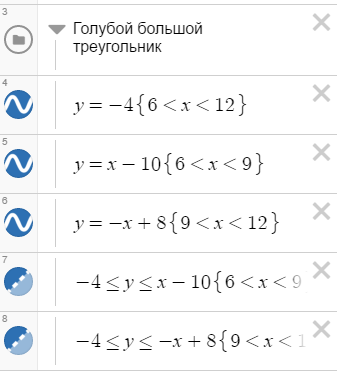 3
Голубой большой
треугольник
4
y = −4{6 < x < 12}
5
y = x − 10{6 < x < 9}
6
y = −x + 8{9 < x < 12}
7
−4 ≤ y ≤ x − 10{6 < x < 9
8
−4 ≤ y ≤ −x + 8{9 < x < 1